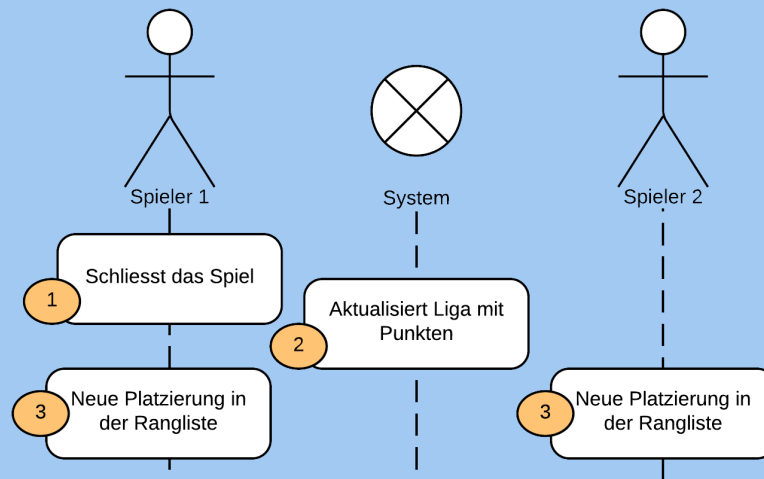 Spieler 1
System
Spieler 2
Schliesst das Spiel
1
Aktualisiert Liga mit
Punkten
2
Neue Platzierung in
der Rangliste
3
Neue Platzierung in
der Rangliste
3